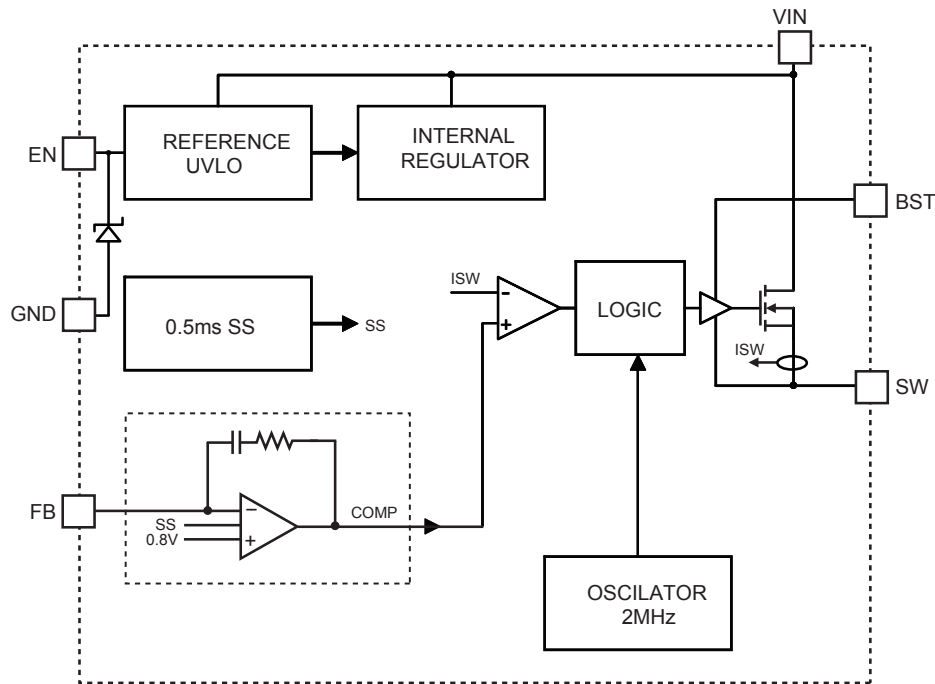 VIN
EN
REFERENCE
UVLO
INTERNAL
REGULATOR
BST
GND
0.5ms SS
SS
ISW
−
+
LOGIC
ISW
SW
FB
−
SS
0.8V
+
COMP
OSCILATOR
2MHz